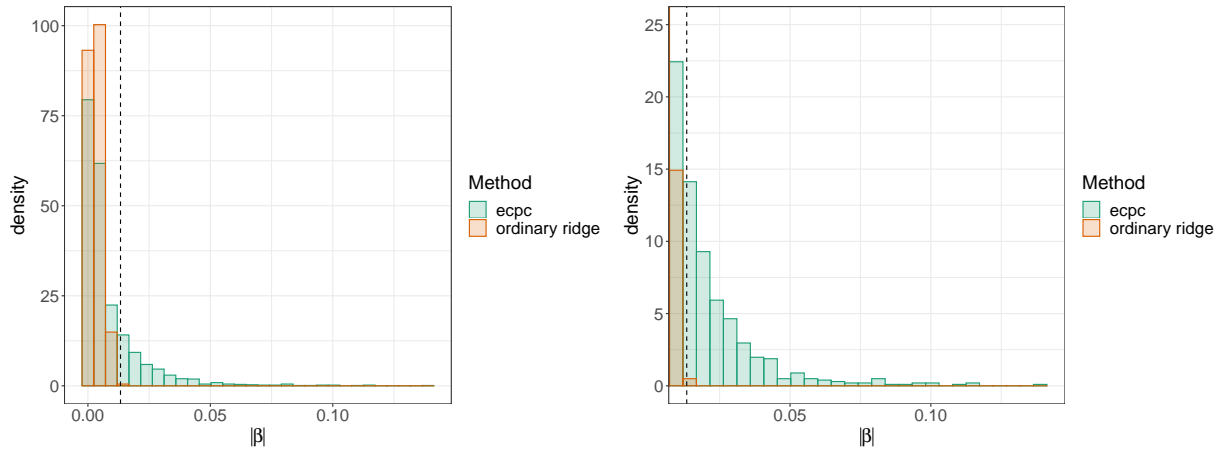 100
75
50
25
0
density
0.00
0.05
0.10
|β|
Method
ecpc
ordinary ridge
25
20
15
10
5
0
density
0.05
0.10
|β|
Method
ecpc
ordinary ridge